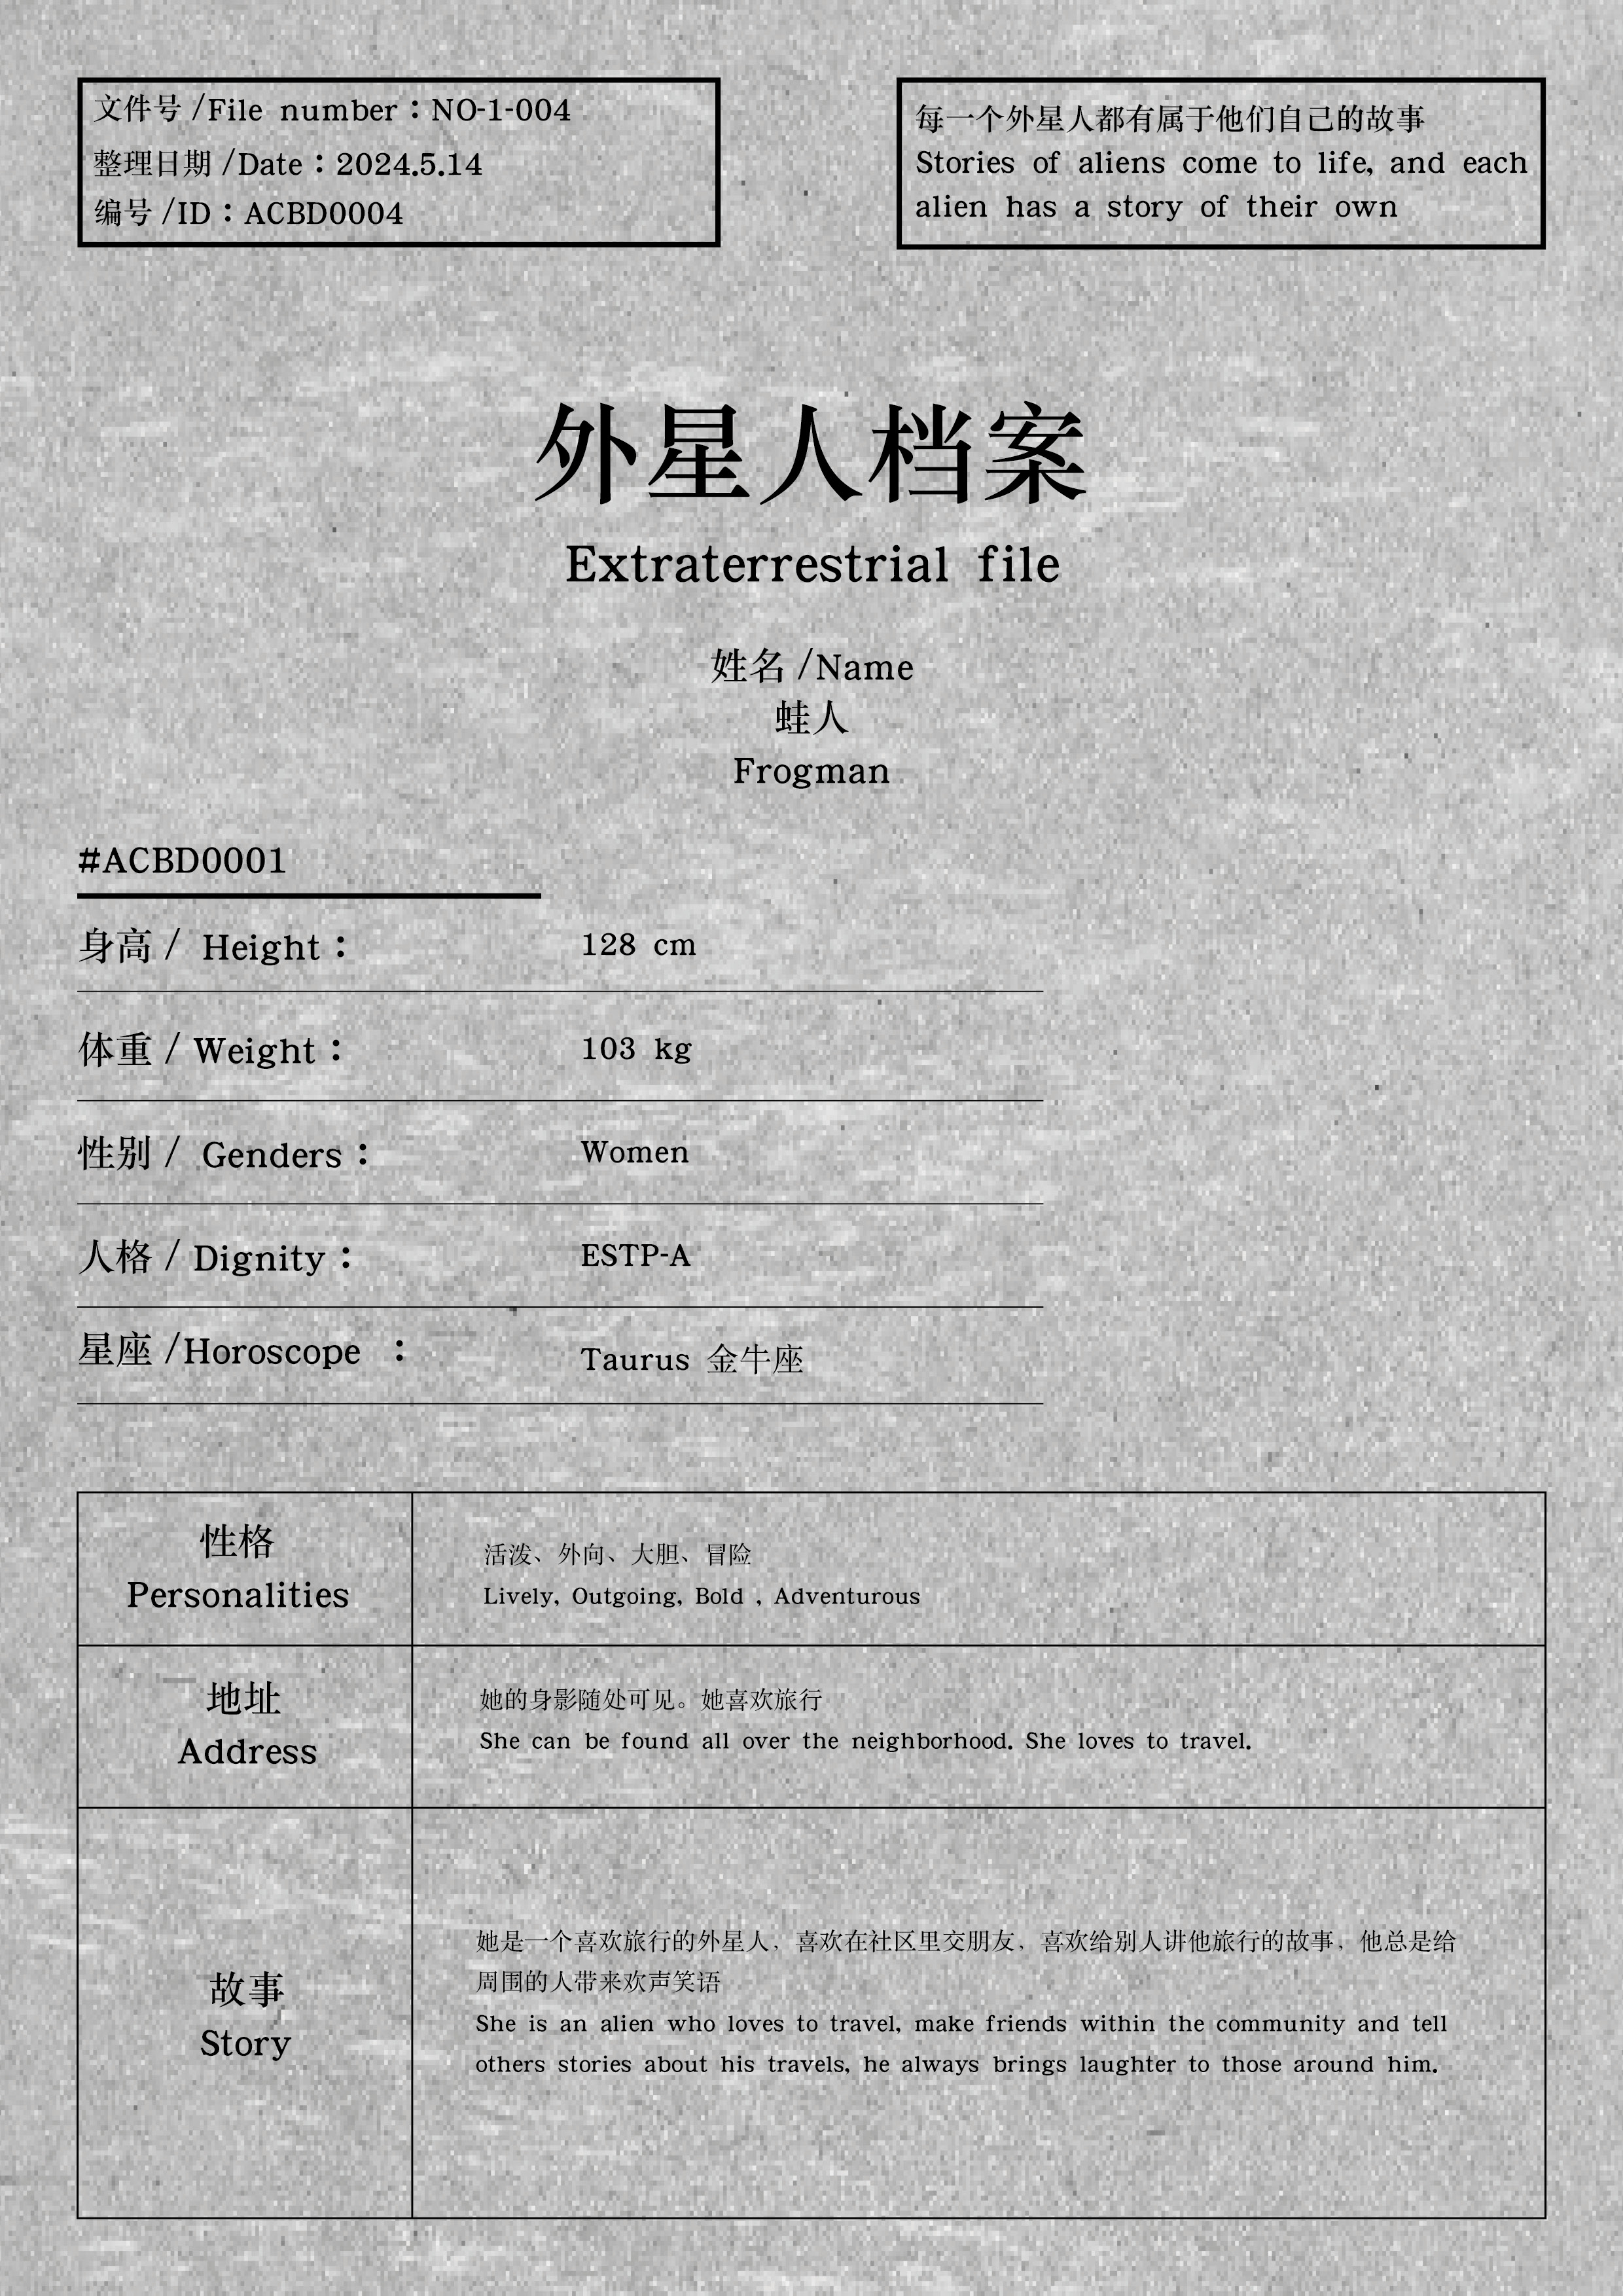 文件号 /File number：NO-1-004
整理日期 /Date：2024.5.14
编号 /ID：ACBD0004
每一个外星人都有属于他们自己的故事
Stories of aliens come to life, and each
alien has a story of their own
外星人档案
Extraterrestrial file
姓名 /Name
蛙人
Frogman
#ACBD0001
身高 / Height： 128 cm
体重 / Weight： 103 kg
性别 / Genders： Women
人格 / Dignity： ESTP-A
星座 /Horoscope ： Taurus 金牛座
性格
Personalities
活泼、外向、大胆、冒险
Lively, Outgoing, Bold , Adventurous
地址
Address
她的身影随处可见。她喜欢旅行
She can be found all over the neighborhood. She loves to travel.
故事
Story
她是一个喜欢旅行的外星人，喜欢在社区里交朋友，喜欢给别人讲他旅行的故事，他总是给
周围的人带来欢声笑语
She is an alien who loves to travel, make friends within the community and tell
others stories about his travels, he always brings laughter to those around him.